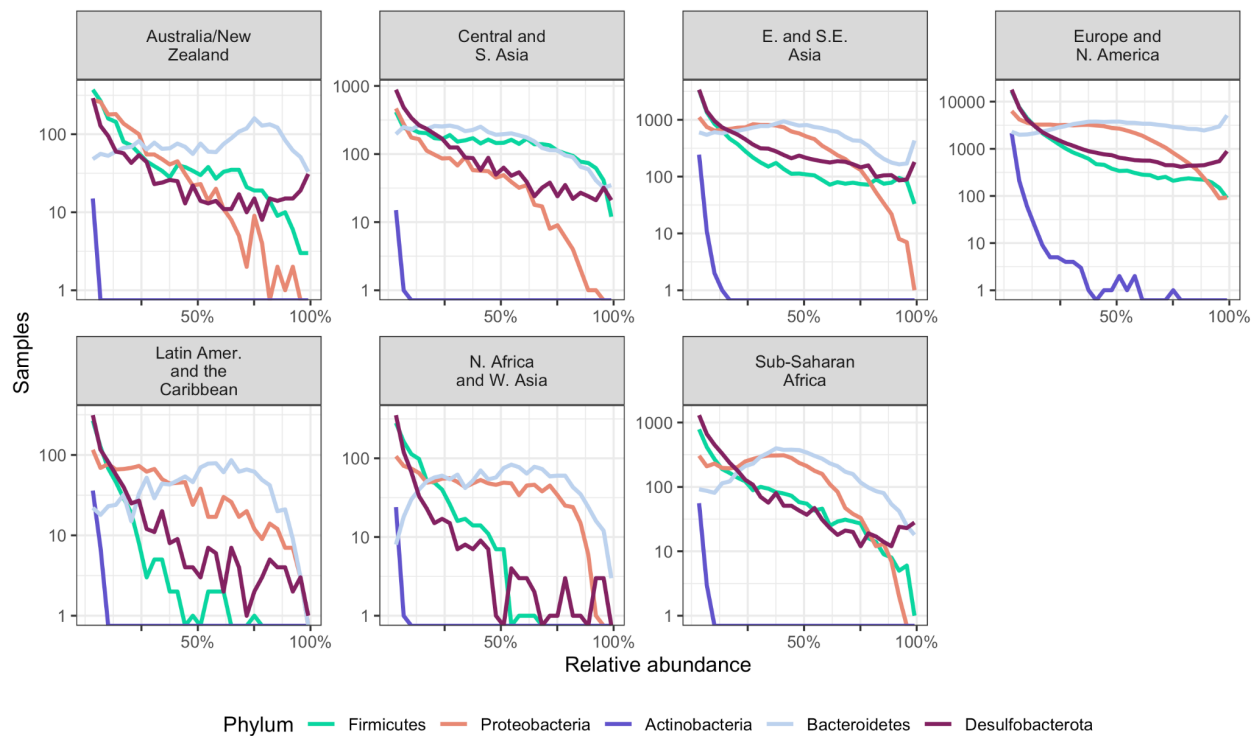 Australia/New
Zealand
Central and
S. Asia
E. and S.E.
Asia
Europe and
N. America
100
10
1
50%
100%
1000
100
10
1
50%
100%
1000
100
10
1
50%
100%
10000
1000
100
10
1
50%
100%
Samples
Latin Amer.
and the
Caribbean
N. Africa
and W. Asia
Sub-Saharan
Africa
100
10
1
50%
100%
100
10
1
50%
100%
1000
100
10
1
50%
100%
Relative abundance
Phylum Firmicutes Proteobacteria Actinobacteria Bacteroidetes Desulfobacterota